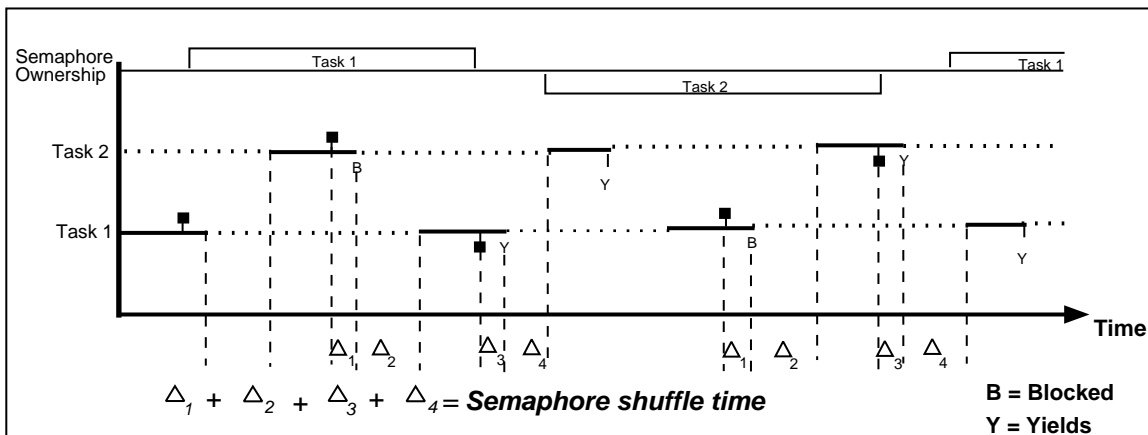 Semaphore
Ownership
Task 1
Task 1
Task 2
Task 2
B
Y
Y
Task 1
Y
B
Y
Time
Δ1 Δ2 Δ3 Δ4 Δ1 Δ2 Δ3 Δ4
Δ1 + Δ2 + Δ3 + Δ4 = Semaphore shuffle time
B = Blocked
Y = Yields